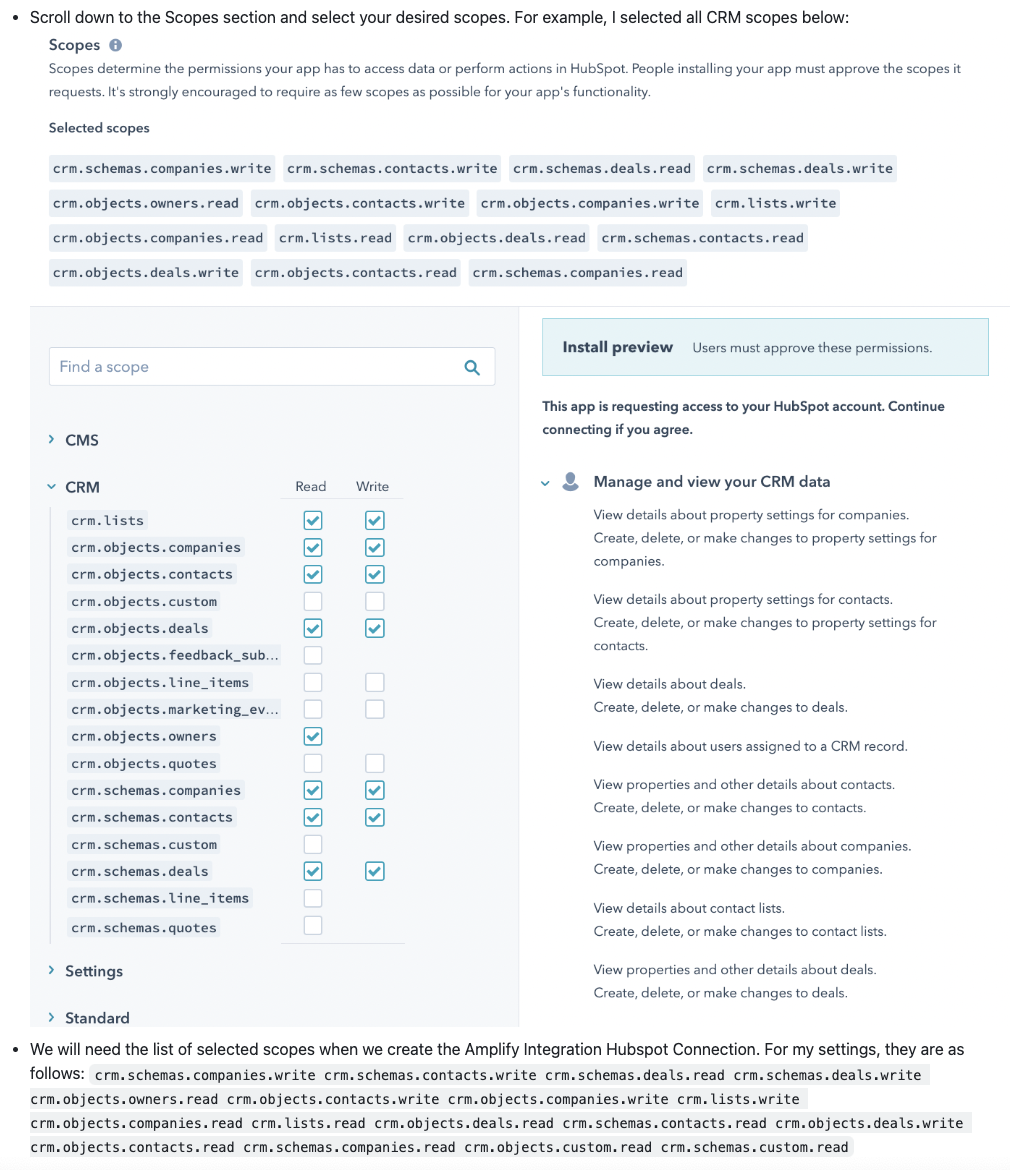 • Scroll down to the Scopes section and select your desired scopes. For example, I selected all CRM scopes below:
Scopes
Scopes determine the permissions your app has to access data or perform actions in HubSpot. People installing your app must approve the scopes it
requests. It's strongly encouraged to require as few scopes as possible for your app's functionality.
Selected scopes
crm.schemas.companies.write crm.schemas.contacts.write crm.schemas.deals.read crm.schemas.deals.write
crm.objects.owners.read crm.objects.contacts.write crm.objects.companies.write crm.lists.write
crm.objects.companies.read crm.lists.read crm.objects.deals.read crm.schemas.contacts.read
crm.objects.deals.write crm.objects.contacts.read crm.schemas.companies.read
Find a scope
CMS
CRM Read Write
crm.lists
crm.objects.companies
crm.objects.contacts
crm.objects.custom
crm.objects.deals
crm.objects.feedback_sub...
crm.objects.line_items
crm.objects.marketing_ev...
crm.objects.owners
crm.objects.quotes
crm.schemas.companies
crm.schemas.contacts
crm.schemas.custom
crm.schemas.deals
crm.schemas.line_items
crm.schemas.quotes
Settings
Standard
Install preview Users must approve these permissions.
This app is requesting access to your HubSpot account. Continue
connecting if you agree.
Manage and view your CRM data
View details about property settings for companies.
Create, delete, or make changes to property settings for
companies.
View details about property settings for contacts.
Create, delete, or make changes to property settings for
contacts.
View details about deals.
Create, delete, or make changes to deals.
View details about users assigned to a CRM record.
View properties and other details about contacts.
Create, delete, or make changes to contacts.
View properties and other details about companies.
Create, delete, or make changes to companies.
View details about contact lists.
Create, delete, or make changes to contact lists.
View properties and other details about deals.
Create, delete, or make changes to deals.
• We will need the list of selected scopes when we create the Amplify Integration Hubspot Connection. For my settings, they are as
follows: crm.schemas.companies.write crm.schemas.contacts.write crm.schemas.deals.read crm.schemas.deals.write
crm.objects.owners.read crm.objects.contacts.write crm.objects.companies.write crm.lists.write
crm.objects.companies.read crm.lists.read crm.objects.deals.read crm.schemas.contacts.read crm.objects.deals.write
crm.objects.contacts.read crm.schemas.companies.read crm.objects.custom.read crm.schemas.custom.read